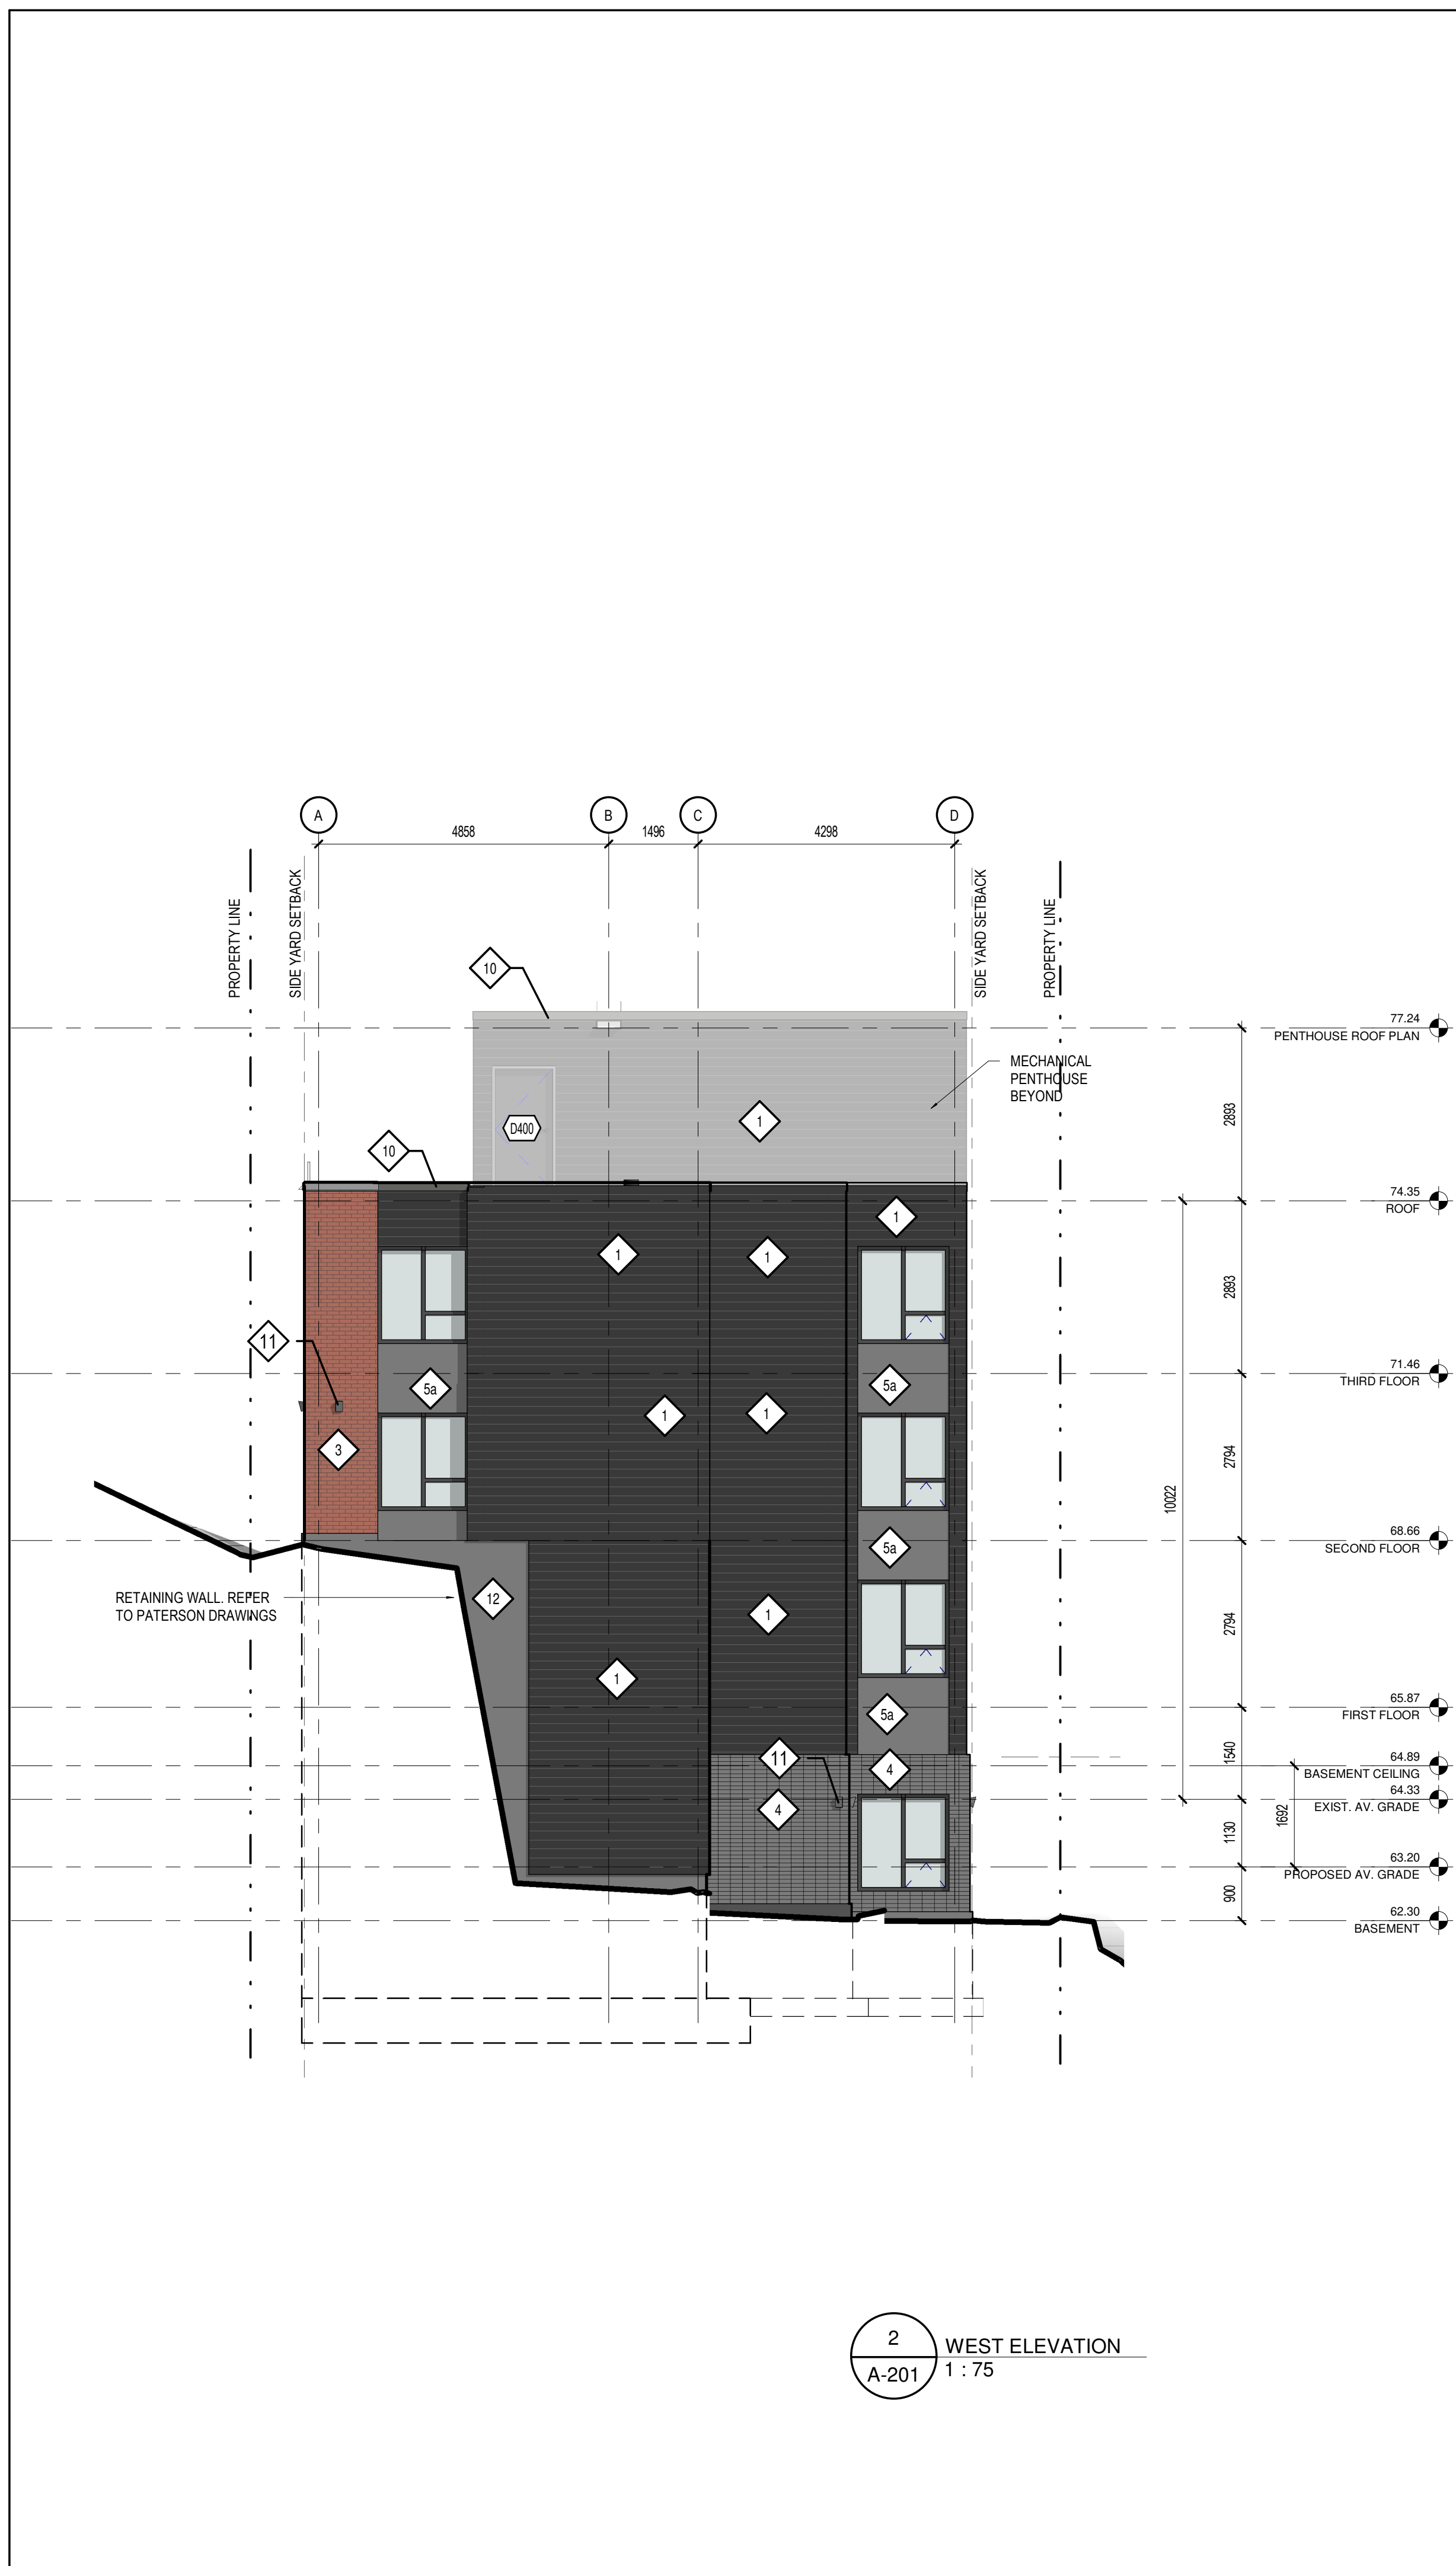 A
B
C
D
4858
1496
4298
PROPERTY LINE
SIDE YARD SETBACK
SIDE YARD SETBACK
PROPERTY LINE
10
77.24
PENTHOUSE ROOF PLAN
MECHANICAL
PENTHOUSE
BEYOND
2893
1
D400
10
74.35
ROOF
1
1
1
2893
11
71.46
THIRD FLOOR
5a
5a
1
1
3
2794
10022
68.66
SECOND FLOOR
5a
RETAINING WALL. REFER
TO PATERSON DRAWINGS
12
1
2794
1
65.87
FIRST FLOOR
5a
1540
11
4
64.89
BASEMENT CEILING
64.33
EXIST. AV. GRADE
4
1692
1130
63.20
PROPOSED AV. GRADE
900
62.30
BASEMENT
2
A-201
WEST ELEVATION
1 : 75